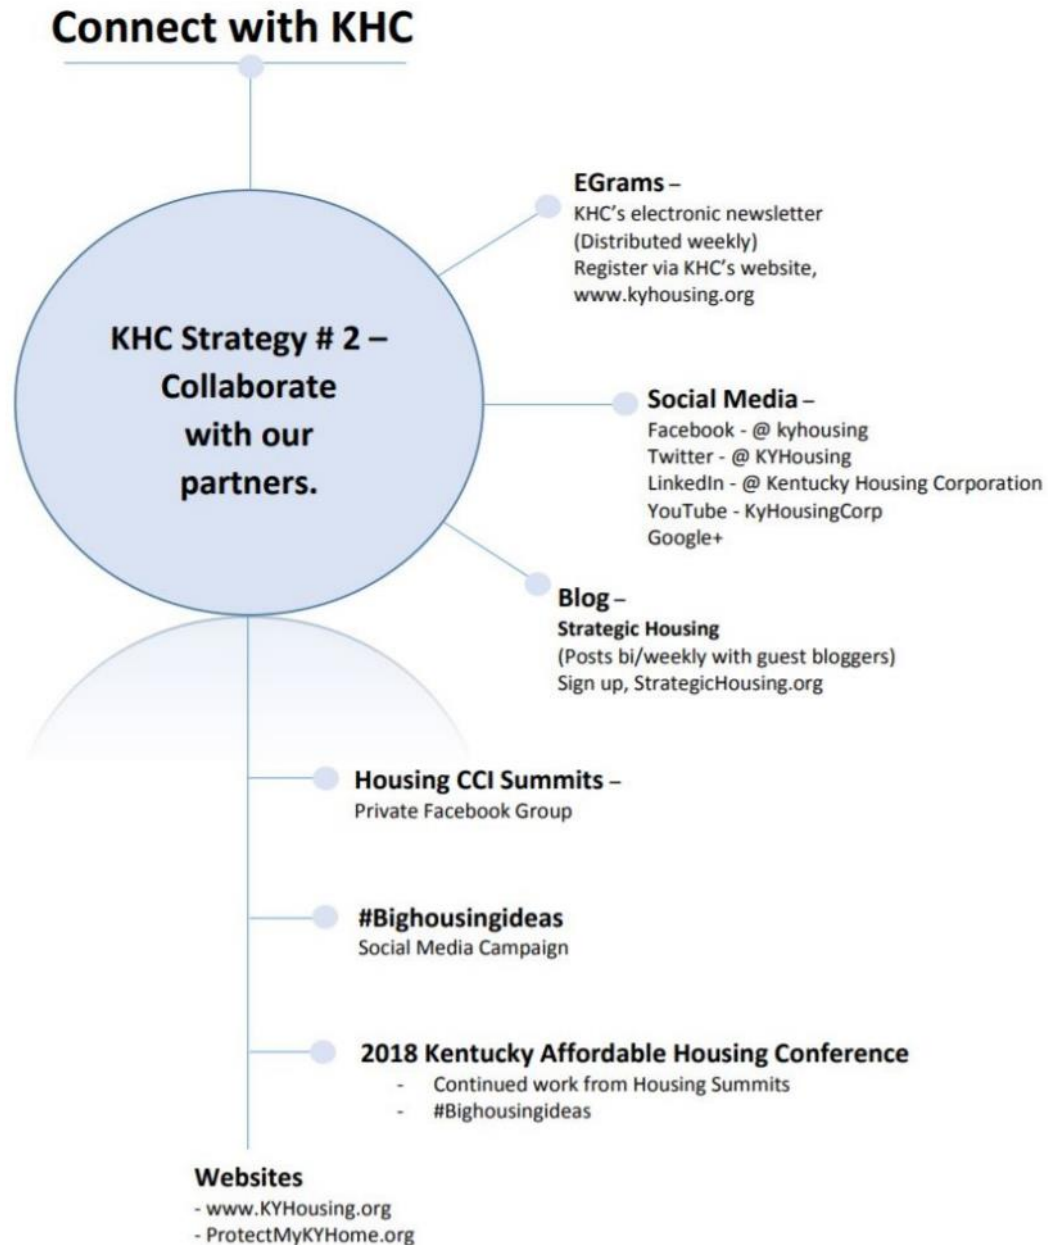 Connect with KHC
KHC Strategy # 2 –
Collaborate
with our
partners.
EGrams –
KHC's electronic newsletter
(Distributed weekly)
Register via KHC's website,
www.kyhousing.org
Social Media –
Facebook - @ kyhousing
Twitter - @ KYHousing
LinkedIn - @ Kentucky Housing Corporation
YouTube - KyHousingCorp
Google+
Blog –
Strategic Housing
(Posts bi/weekly with guest bloggers)
Sign up, StrategicHousing.org
Housing CCI Summits –
Private Facebook Group
#Bighousingideas
Social Media Campaign
2018 Kentucky Affordable Housing Conference
- Continued work from Housing Summits
- #Bighousingideas
Websites
- www.KYHousing.org
- ProtectMyKYHome.org